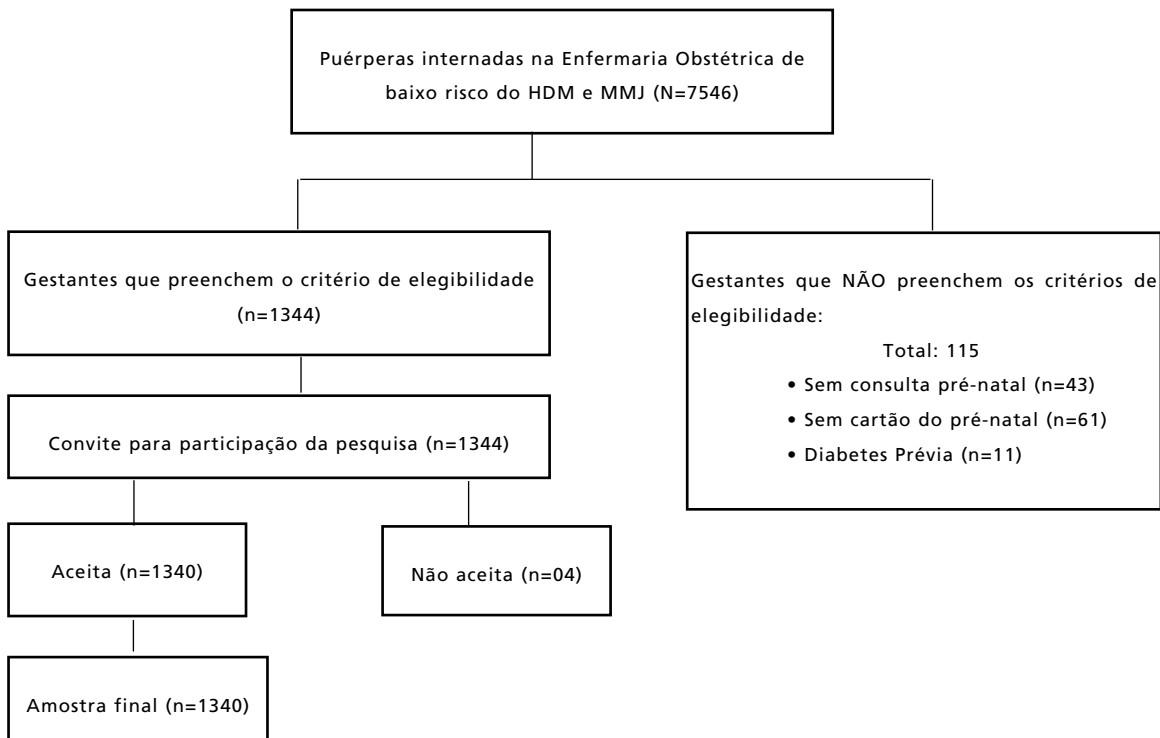 Puérperas internadas na Enfermaria Obstétrica de
baixo risco do HDM e MMJ (N=7546)
Gestantes que preenchem o critério de elegibilidade
(n=1344)
Gestantes que NÃO preenchem os critérios de
elegibilidade:
Total: 115
• Sem consulta pré-natal (n=43)
• Sem cartão do pré-natal (n=61)
• Diabetes Prévia (n=11)
Convite para participação da pesquisa (n=1344)
Aceita (n=1340)
Não aceita (n=04)
Amostra final (n=1340)